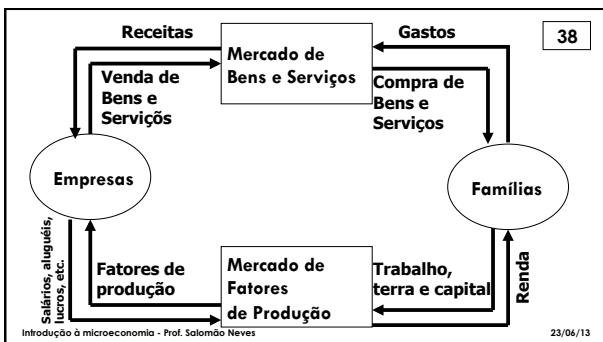 Receitas
Mercado de
Bens e Serviços
Gastos
38
Venda de
Bens e
Serviçõs
Compra de
Bens e
Serviços
Empresas
Famílias
Salários, aluguéis,
lucros, etc.
Fatores de
produção
Mercado de
Fatores
de Produção
Trabalho,
terra e capital
Renda
Introdução à microeconomia - Prof. Salomão Neves
23/06/13